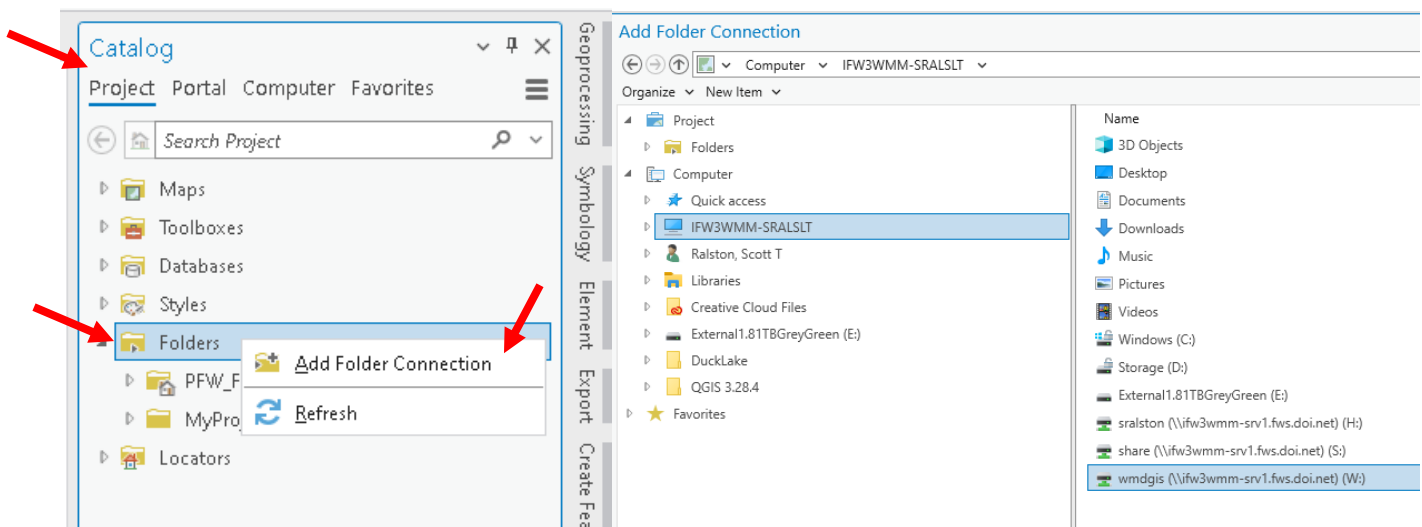 Catalog
Project Portal Computer Favorites
Search Project
Maps
Toolboxes
Databases
Styles
Folders
Add Folder Connection
PFW_F
Refresh
MyPro
Locators
Geoprocessing
Symbology
Element
Export
Create Fea
Add Folder Connection
Computer IFW3WMM-SRALSLT
Organize New Item
Project
Folders
Computer
Quick access
IFW3WMM-SRALSLT
Ralston, Scott T
Libraries
Creative Cloud Files
External1.81TBGreyGreen (E:)
DuckLake
QGIS 3.28.4
Favorites
Name
3D Objects
Desktop
Documents
Downloads
Music
Pictures
Videos
Windows (C:)
Storage (D:)
External1.81TBGreyGreen (E:)
sralston (\\ifw3wmm-srv1.fws.doi.net) (H:)
share (\\ifw3wmm-srv1.fws.doi.net) (S:)
wmdgis (\\ifw3wmm-srv1.fws.doi.net) (W:)